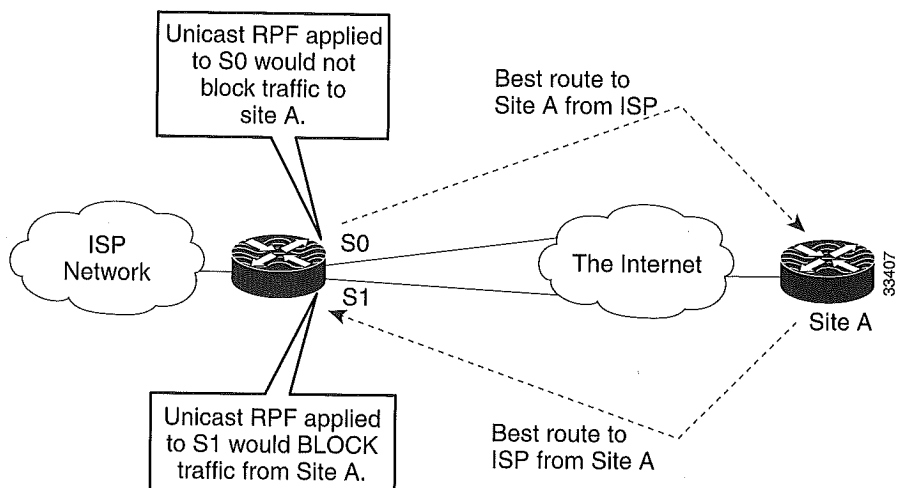 Unicast RPF applied
to S0 would not
block traffic to
site A.
Best route to
Site A from ISP
ISP
Network
S0
S1
The Internet
Site A
33407
Unicast RPF applied
to S1 would BLOCK
traffic from Site A.
Best route to
ISP from Site A